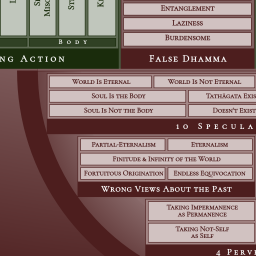 Entanglement
Laziness
Burdensome
Body
ng Action
False Dhamma
World Is Eternal
World Is Not Eternal
Soul Is the Body
Tathāgata Exis
Soul Is Not the Body
Doesn't Exist
10 Specula
Partial-Eternalism
Eternalism
Finitude & Infinity of the World
Fortuitous Origination
Endless Equivocation
Wrong Views About the Past
Taking Impermanence
as Permanence
Taking Not-Self
as Self
4 Perv